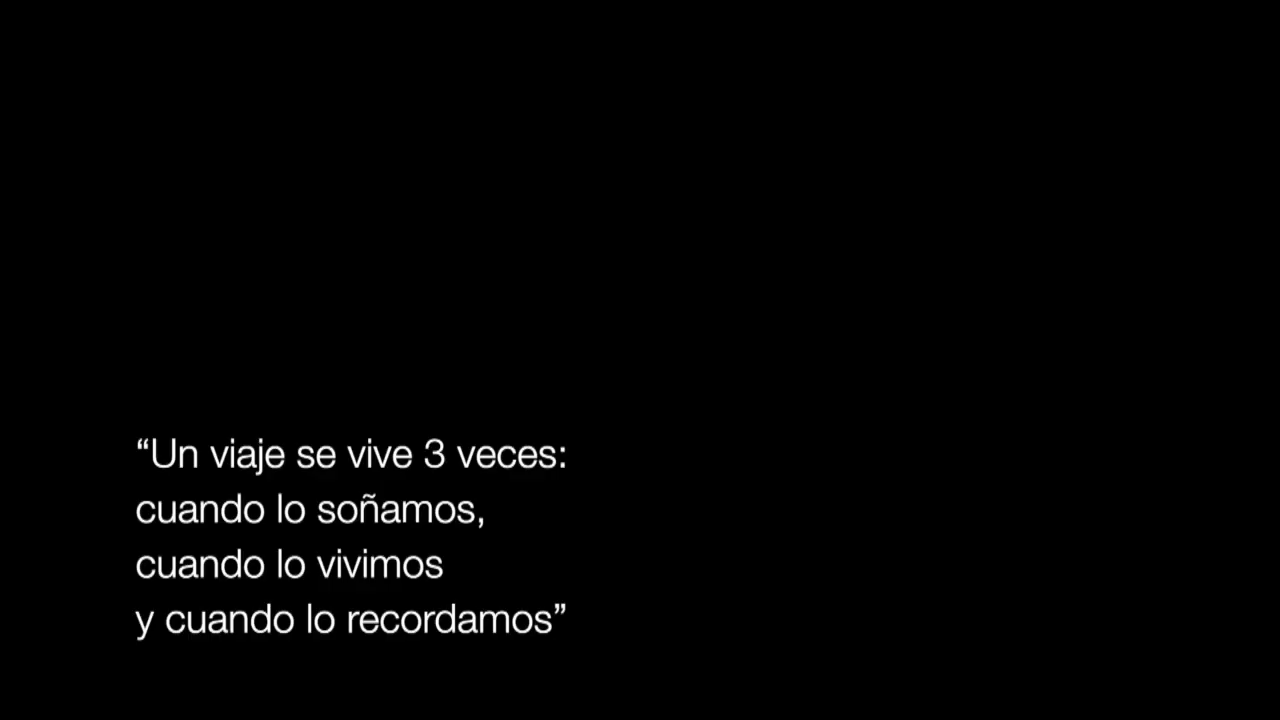 “Un viaje se vive 3 veces:
cuando lo soñamos,
cuando lo vivimos
y cuando lo recordamos”